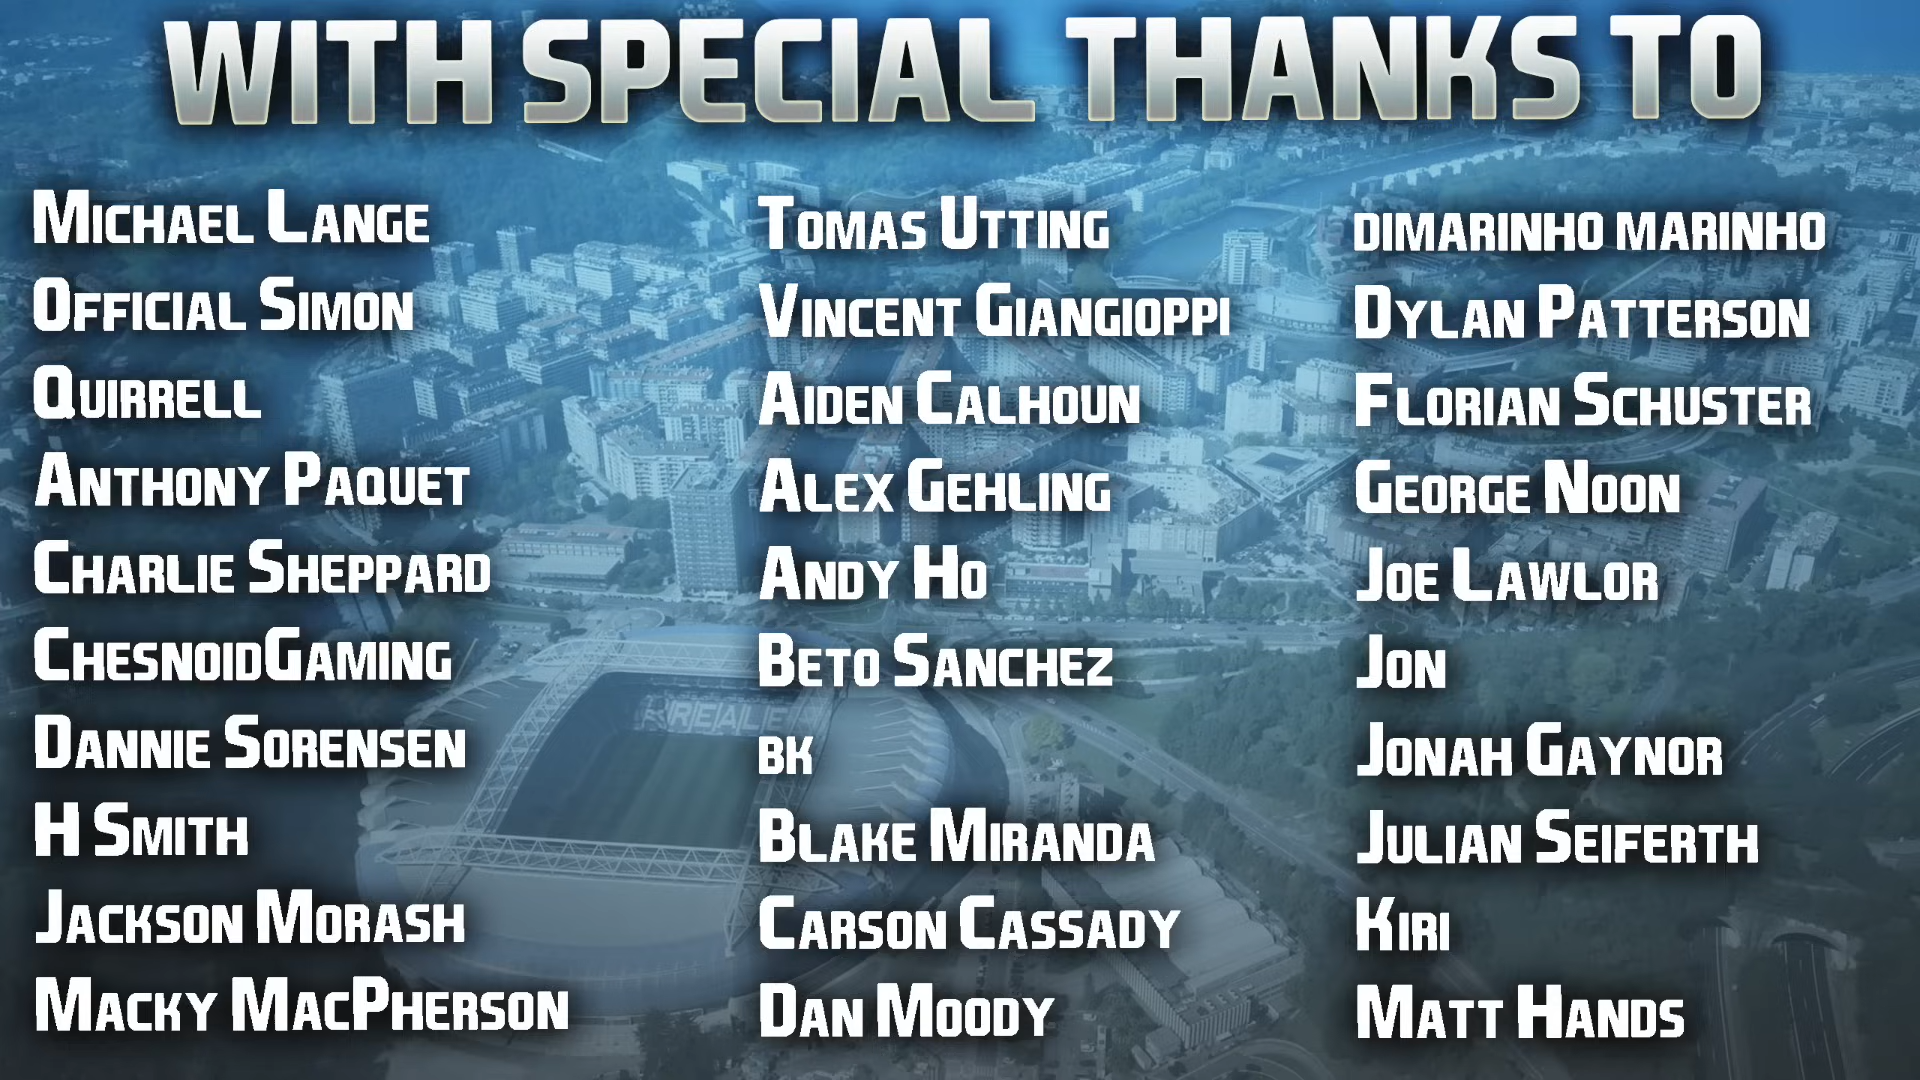 WITH SPECIAL THANKS TO
Michael Lange
Official Simon
Quirrell
Anthony Paquet
Charlie Sheppard
ChesnoidGaming
Dannie Sorensen
H Smith
Jackson Morash
Macky MacPherson
Tomas Utting
Vincent Giangioppi
Aiden Calhoun
Alex Gehling
Andy Ho
Beto Sanchez
bk
Blake Miranda
Carson Cassady
Dan Moody
dimarinho marinho
Dylan Patterson
Florian Schuster
George Noon
Joe Lawlor
Jon
Jonah Gaynor
Julian Seiferth
Kiri
Matt Hands